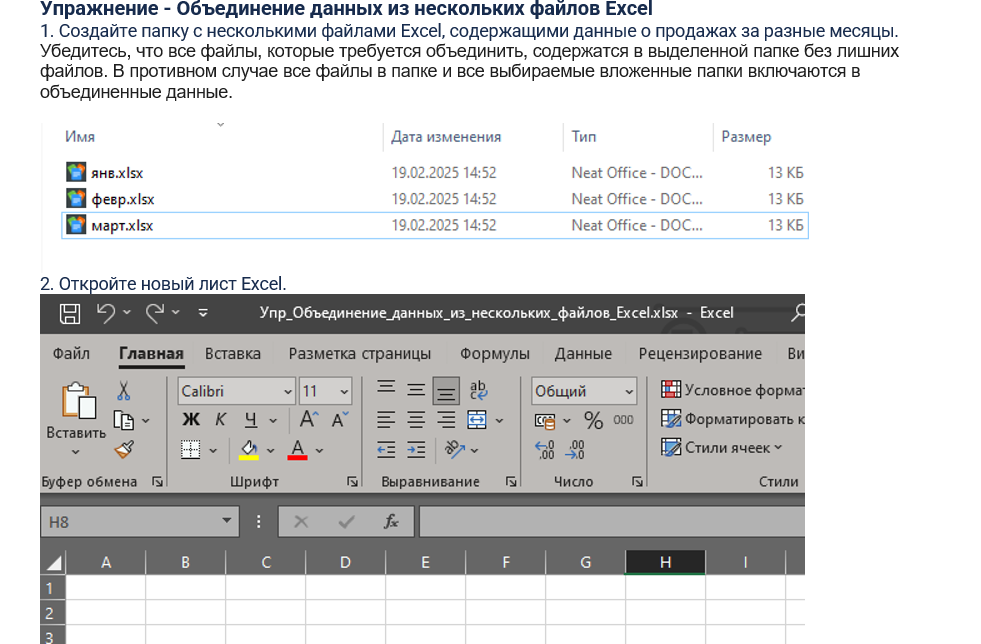 Упражнение - Объединение данных из нескольких файлов Excel
1. Создайте папку с несколькими файлами Excel, содержащими данные о продажах за разные месяцы.
Убедитесь, что все файлы, которые требуется объединить, содержатся в выделенной папке без лишних
файлов. В противном случае все файлы в папке и все выбираемые вложенные папки включаются в
объединенные данные.
Имя Дата изменения Тип Размер
янв.xlsx 19.02.2025 14:52 Neat Office - DOC... 13 КБ
февр.xlsx 19.02.2025 14:52 Neat Office - DOC... 13 КБ
март.xlsx 19.02.2025 14:52 Neat Office - DOC... 13 КБ
2. Откройте новый лист Excel.
Упр_Объединение_данных_из_нескольких_файлов_Excel.xlsx - Excel
Файл Главная Вставка Разметка страницы Формулы Данные Рецензирование Ви
Calibri 11 ab c Общий Условное формат
Вставить Ж К Ч A A % 000 Форматировать к
A ,00 ,00 Стили ячеек
Буфер обмена Шрифт Выравнивание Число Стили
H8 fx
A B C D E F G H I
1
2
3